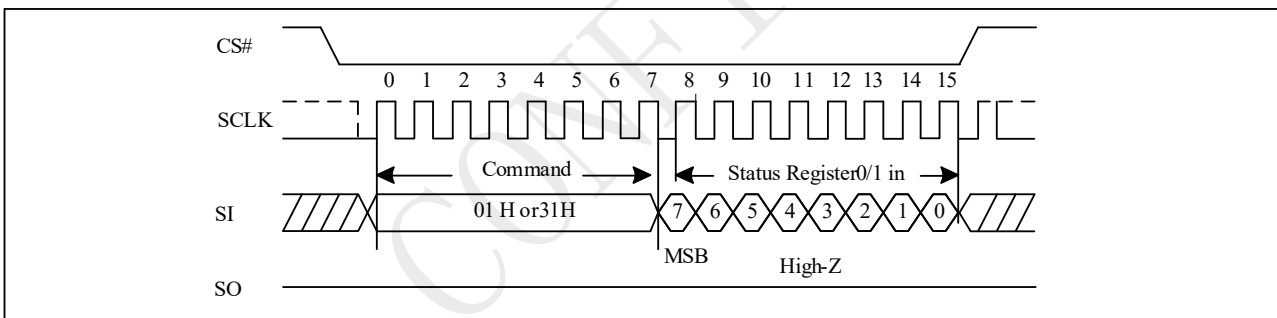 CONF
CS#
0 1 2 3 4 5 6 7 8 9 10 11 12 13 14 15
SCLK
Command Status Register0/1 in
SI 01 H or31H 7 6 5 4 3 2 1 0
MSB High-Z
SO